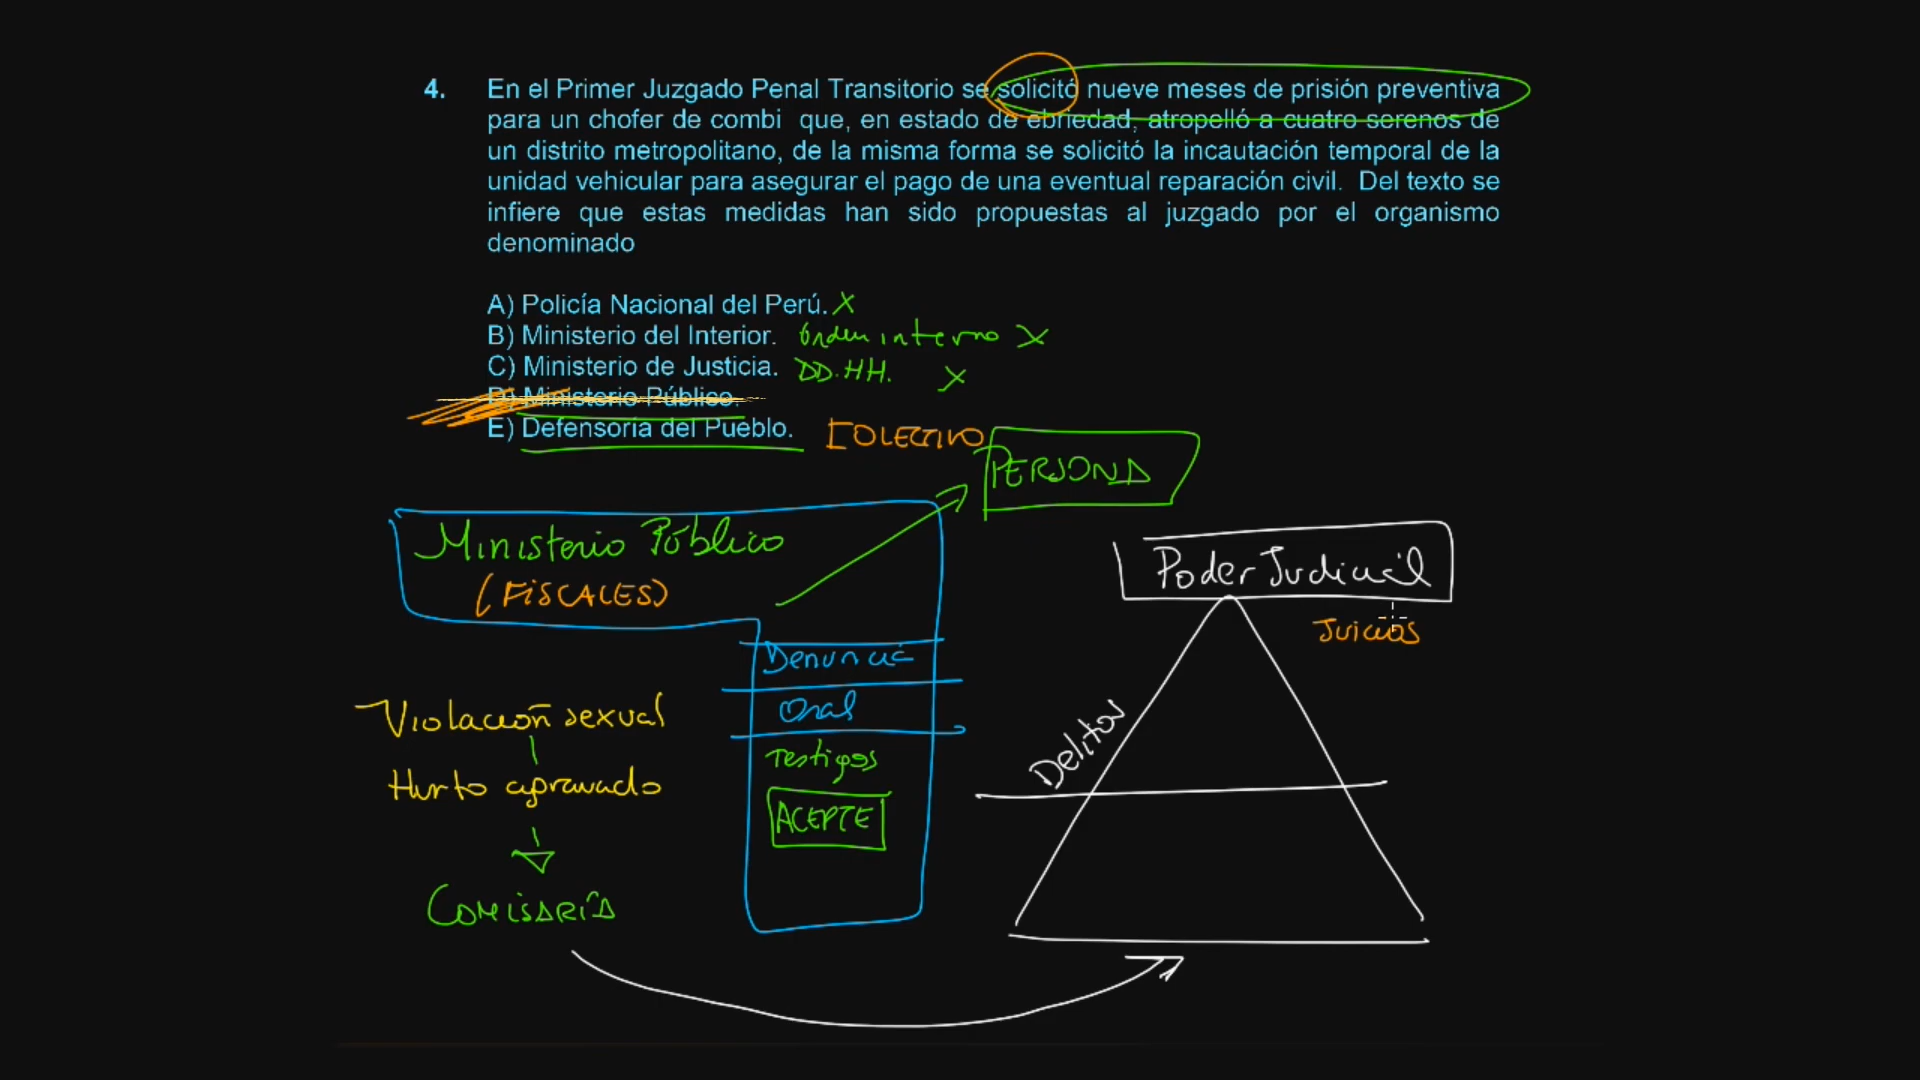 4. En el Primer Juzgado Penal Transitorio se solicitó nueve meses de prisión preventiva
para un chofer de combi que, en estado de ebriedad, atropelló a cuatro serenos de
un distrito metropolitano, de la misma forma se solicitó la incautación temporal de la
unidad vehicular para asegurar el pago de una eventual reparación civil. Del texto se
infiere que estas medidas han sido propuestas al juzgado por el organismo
denominado
A) Policía Nacional del Perú. X
B) Ministerio del Interior. Orden interno X
C) Ministerio de Justicia. DD.HH. X
D) Ministerio Público.
E) Defensoría del Pueblo. COLECTIVO
PERSONA
Ministerio Público
(FISCALES)
Poder Judicial
Juicios
Denuncia
Oral
Testigos
ACEPTE
Violación sexual
Hurto agravado
COMISARÍA
Delitos